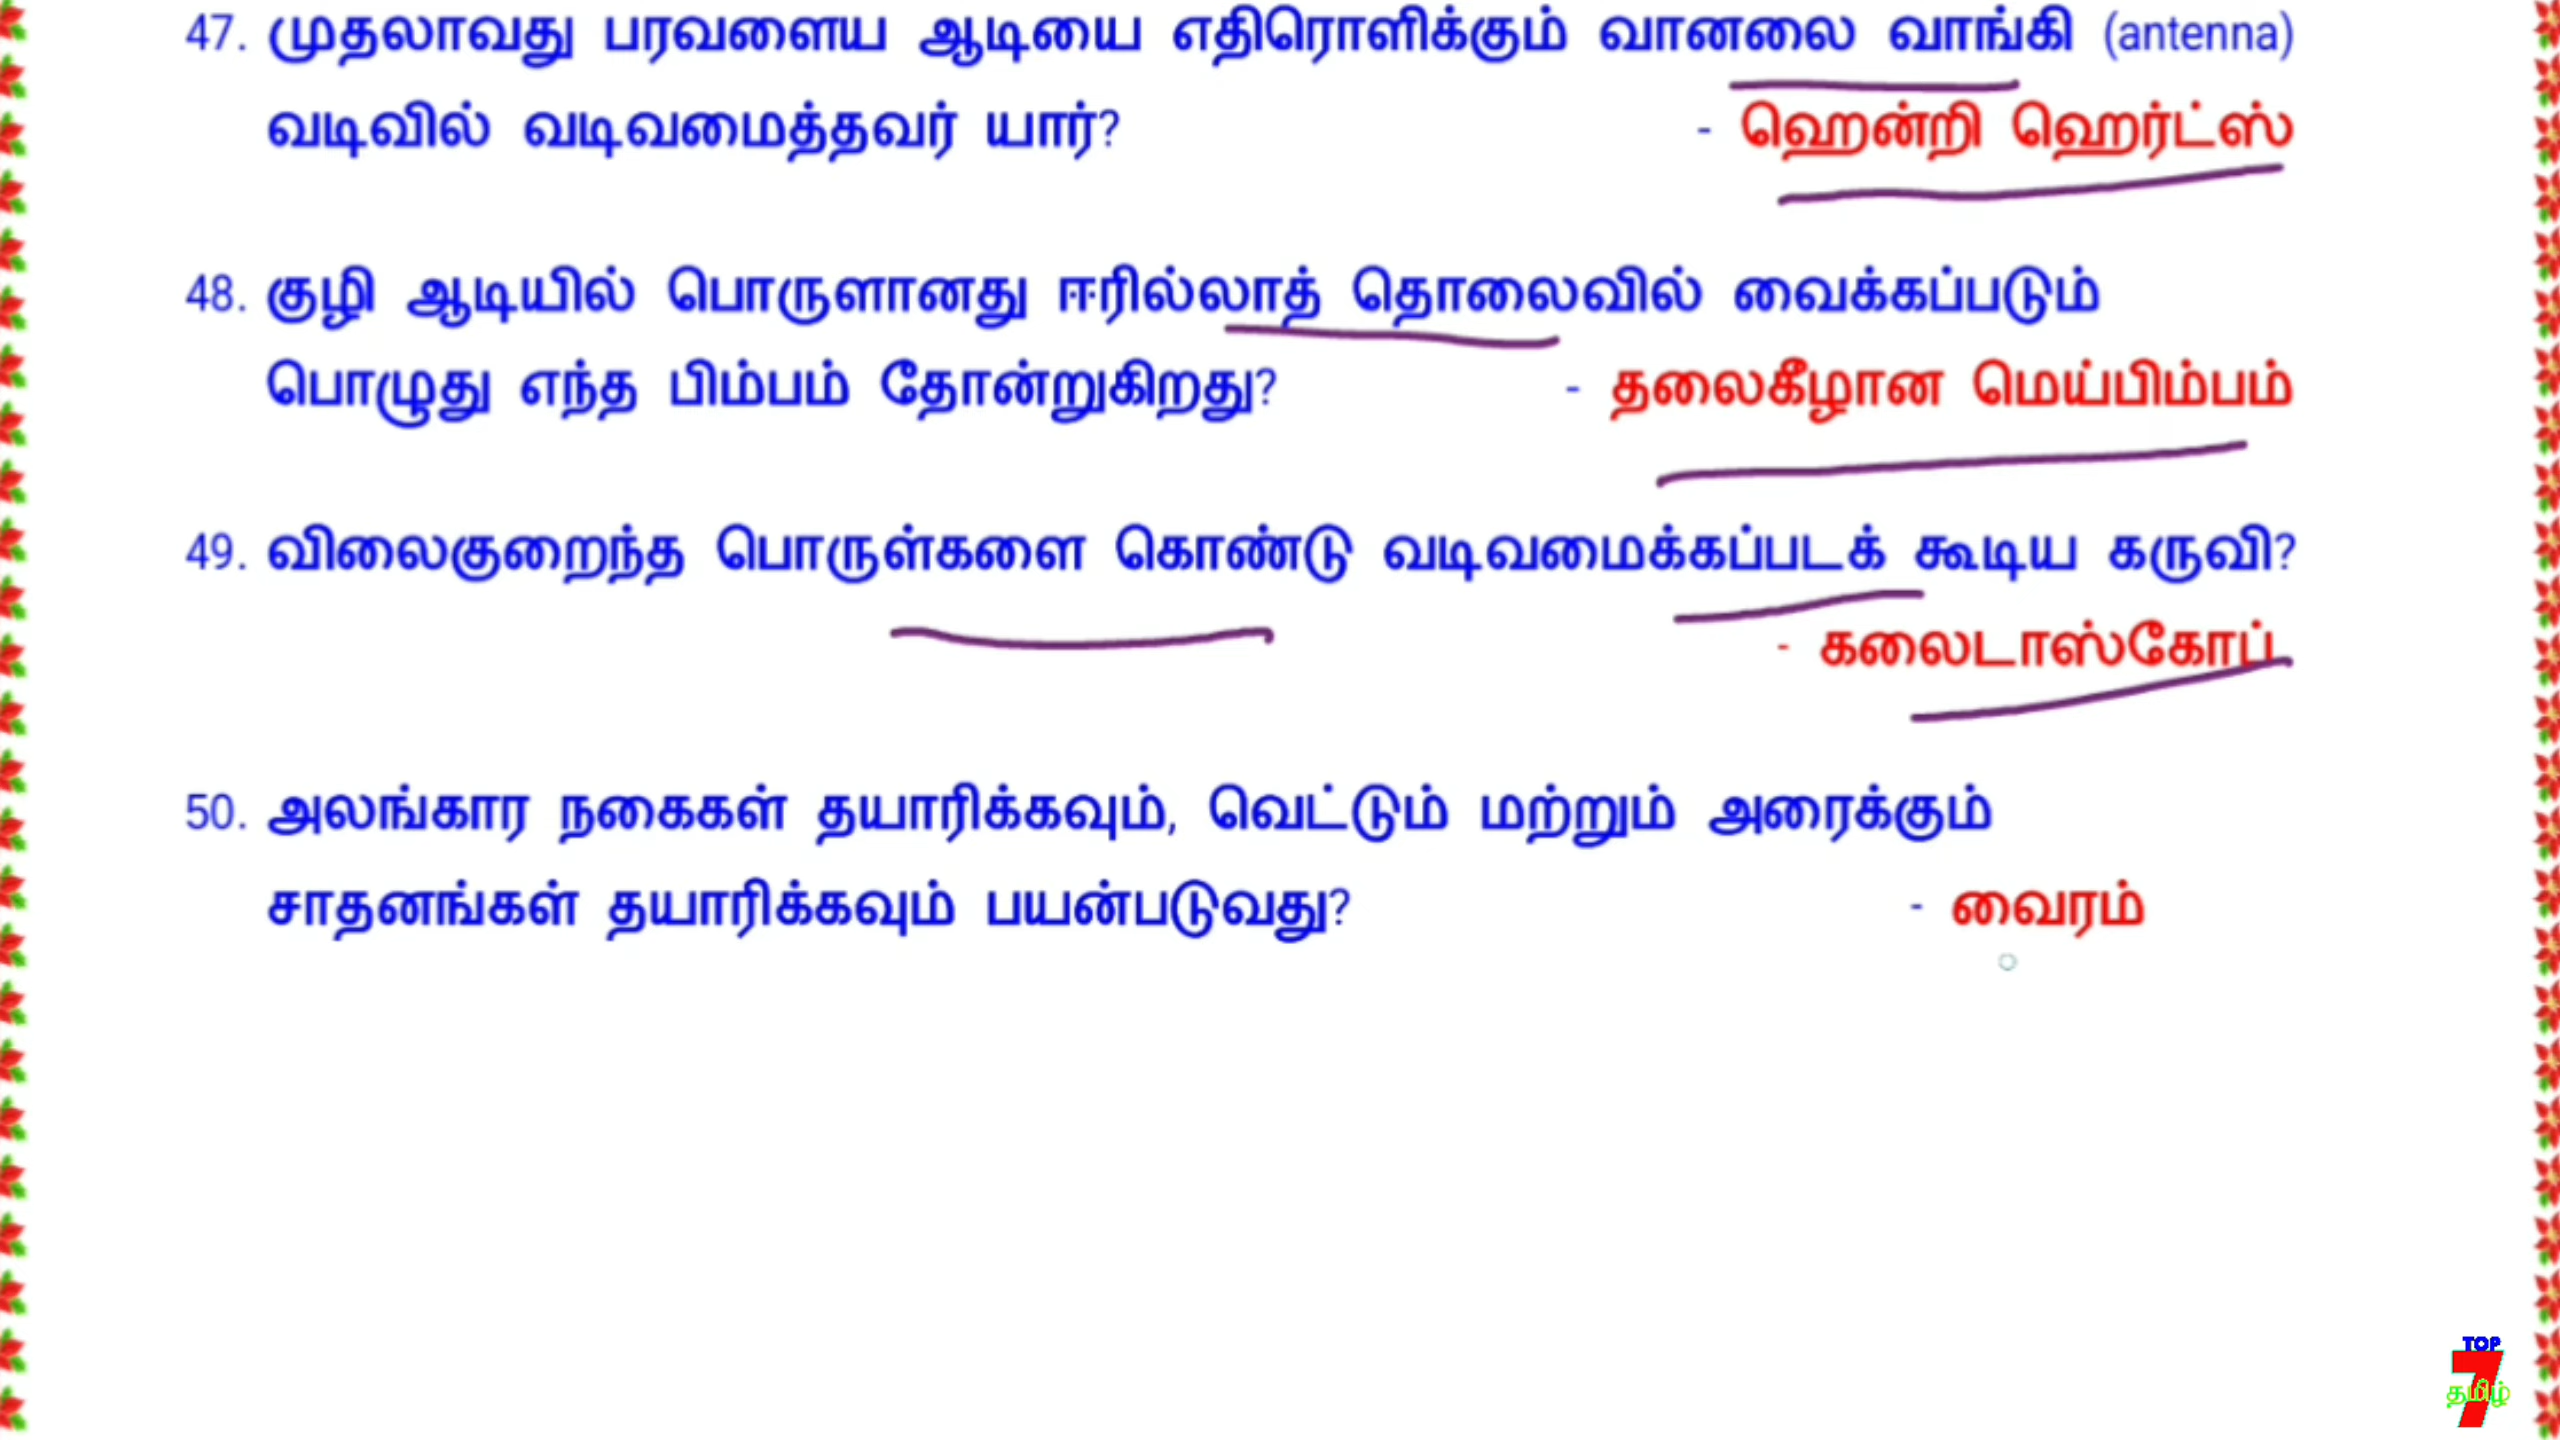 47. முதலாவது பரவளைய ஆடியை எதிரொளிக்கும் வானலை வாங்கி (antenna)
வடிவில் வடிவமைத்தவர் யார்? - ஹென்றி ஹெர்ட்ஸ்
48. குழி ஆடியில் பொருளானது ஈரில்லாத் தொலைவில் வைக்கப்படும்
பொழுது எந்த பிம்பம் தோன்றுகிறது? - தலைகீழான மெய்பிம்பம்
49. விலைகுறைந்த பொருள்களை கொண்டு வடிவமைக்கப்படக் கூடிய கருவி?
- கலைடாஸ்கோப்
50. அலங்கார நகைகள் தயாரிக்கவும், வெட்டும் மற்றும் அரைக்கும்
சாதனங்கள் தயாரிக்கவும் பயன்படுவது? - வைரம்
TOP
7
தமிழ்